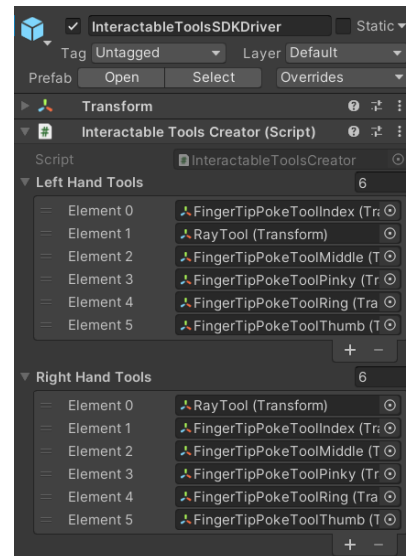 InteractableToolsSDKDriver Static
Tag Untagged Layer Default
Prefab Open Select Overrides
Transform
# Interactable Tools Creator (Script)
Script # InteractableToolsCreator
Left Hand Tools 6
Element 0 FingerTipPokeToolIndex (Tra
Element 1 RayTool (Transform)
Element 2 FingerTipPokeToolMiddle (T
Element 3 FingerTipPokeToolPinky (Tr
Element 4 FingerTipPokeToolRing (Tra
Element 5 FingerTipPokeToolThumb (T
+ −
Right Hand Tools 6
Element 0 RayTool (Transform)
Element 1 FingerTipPokeToolIndex (Tra
Element 2 FingerTipPokeToolMiddle (T
Element 3 FingerTipPokeToolPinky (Tr
Element 4 FingerTipPokeToolRing (Tra
Element 5 FingerTipPokeToolThumb (T
+ −